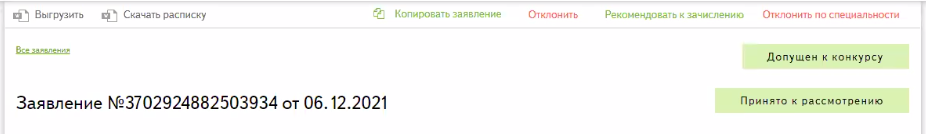 Выгрузить Скачать расписку Копировать заявление Отклонить Рекомендовать к зачислению Отклонить по специальности
Все заявления
Допущен к конкурсу
Заявление №3702924882503934 от 06.12.2021
Принято к рассмотрению